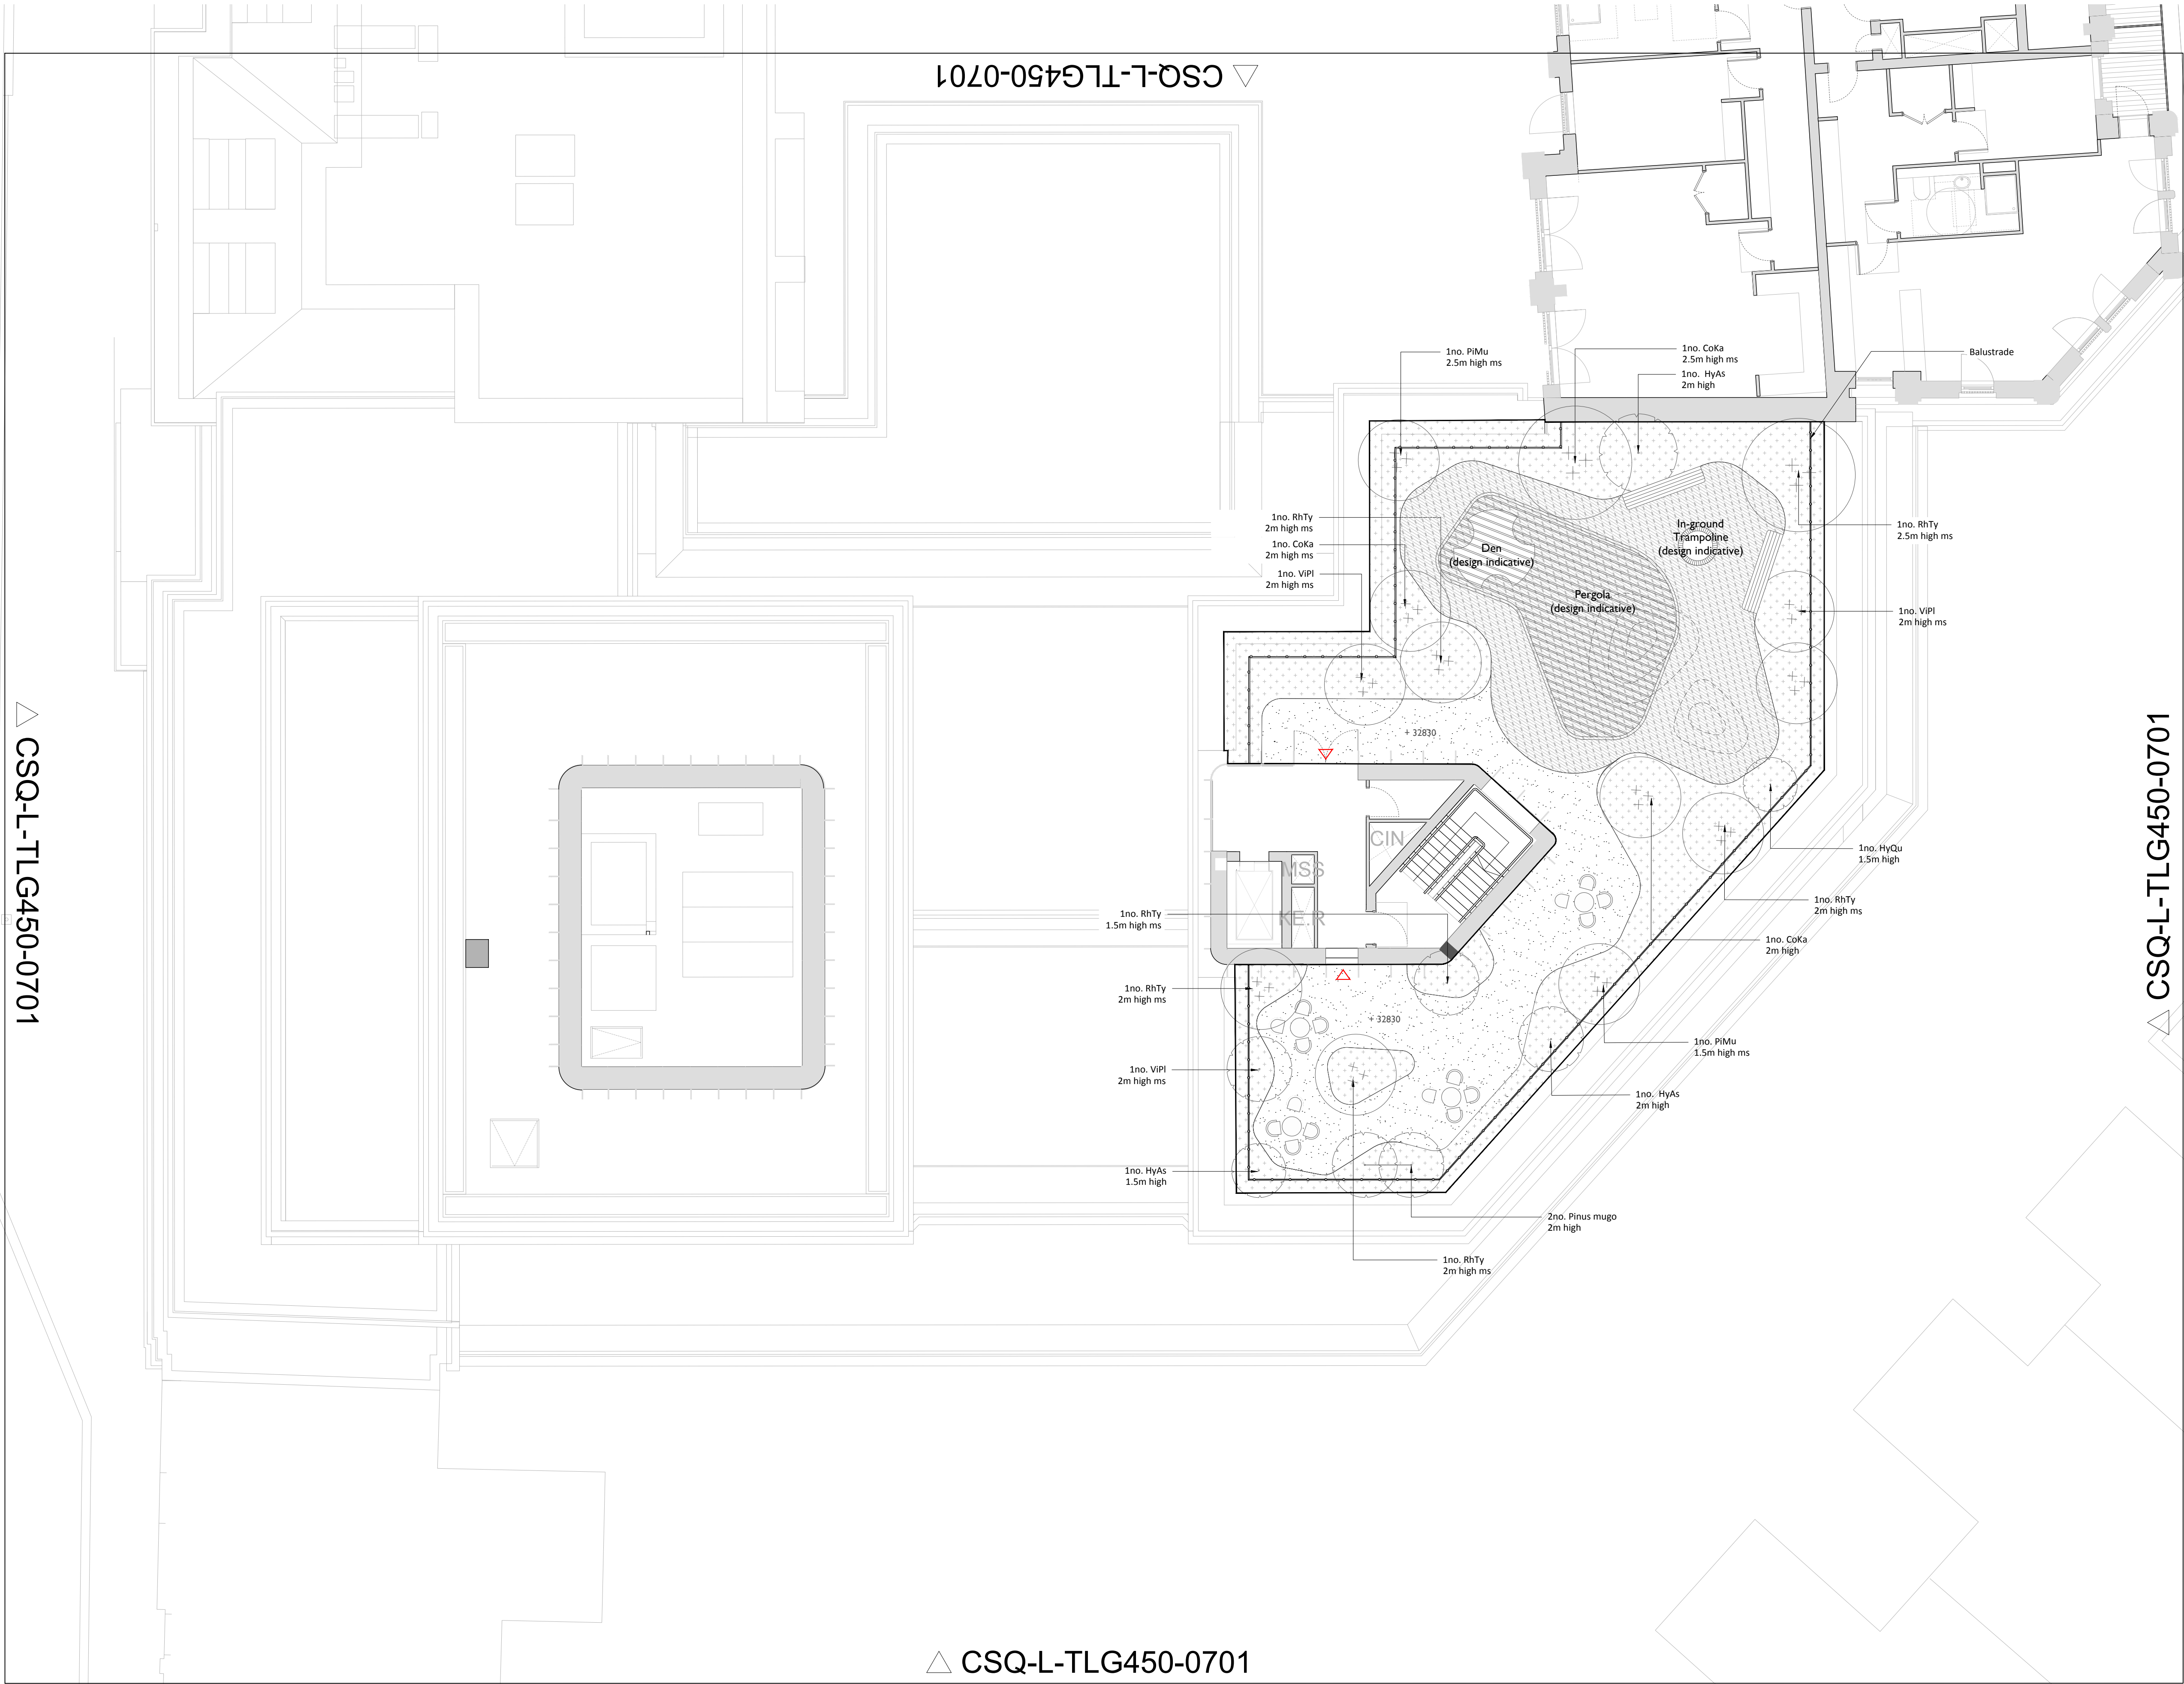 CSQ-L-TLG450-0701
1no. PiMu
2.5m high ms
1no. CoKa
2.5m high ms
1no. HyAs
2m high
Balustrade
1no. RhTy
2m high ms
1no. CoKa
2m high ms
1no. ViPl
2m high ms
Den
(design indicative)
In-ground
Trampoline
(design indicative)
Pergola
(design indicative)
1no. RhTy
2.5m high ms
1no. ViPl
2m high ms
+ 32830
CIN
MSS
KE.R
1no. HyQu
1.5m high
1no. RhTy
2m high ms
1no. CoKa
2m high
1no. RhTy
1.5m high ms
1no. RhTy
2m high ms
+ 32830
1no. PiMu
1.5m high ms
1no. ViPl
2m high ms
1no. HyAs
2m high
1no. HyAs
1.5m high
2no. Pinus mugo
2m high
1no. RhTy
2m high ms
CSQ-L-TLG450-0701
CSQ-L-TLG450-0701
CSQ-L-TLG450-0701